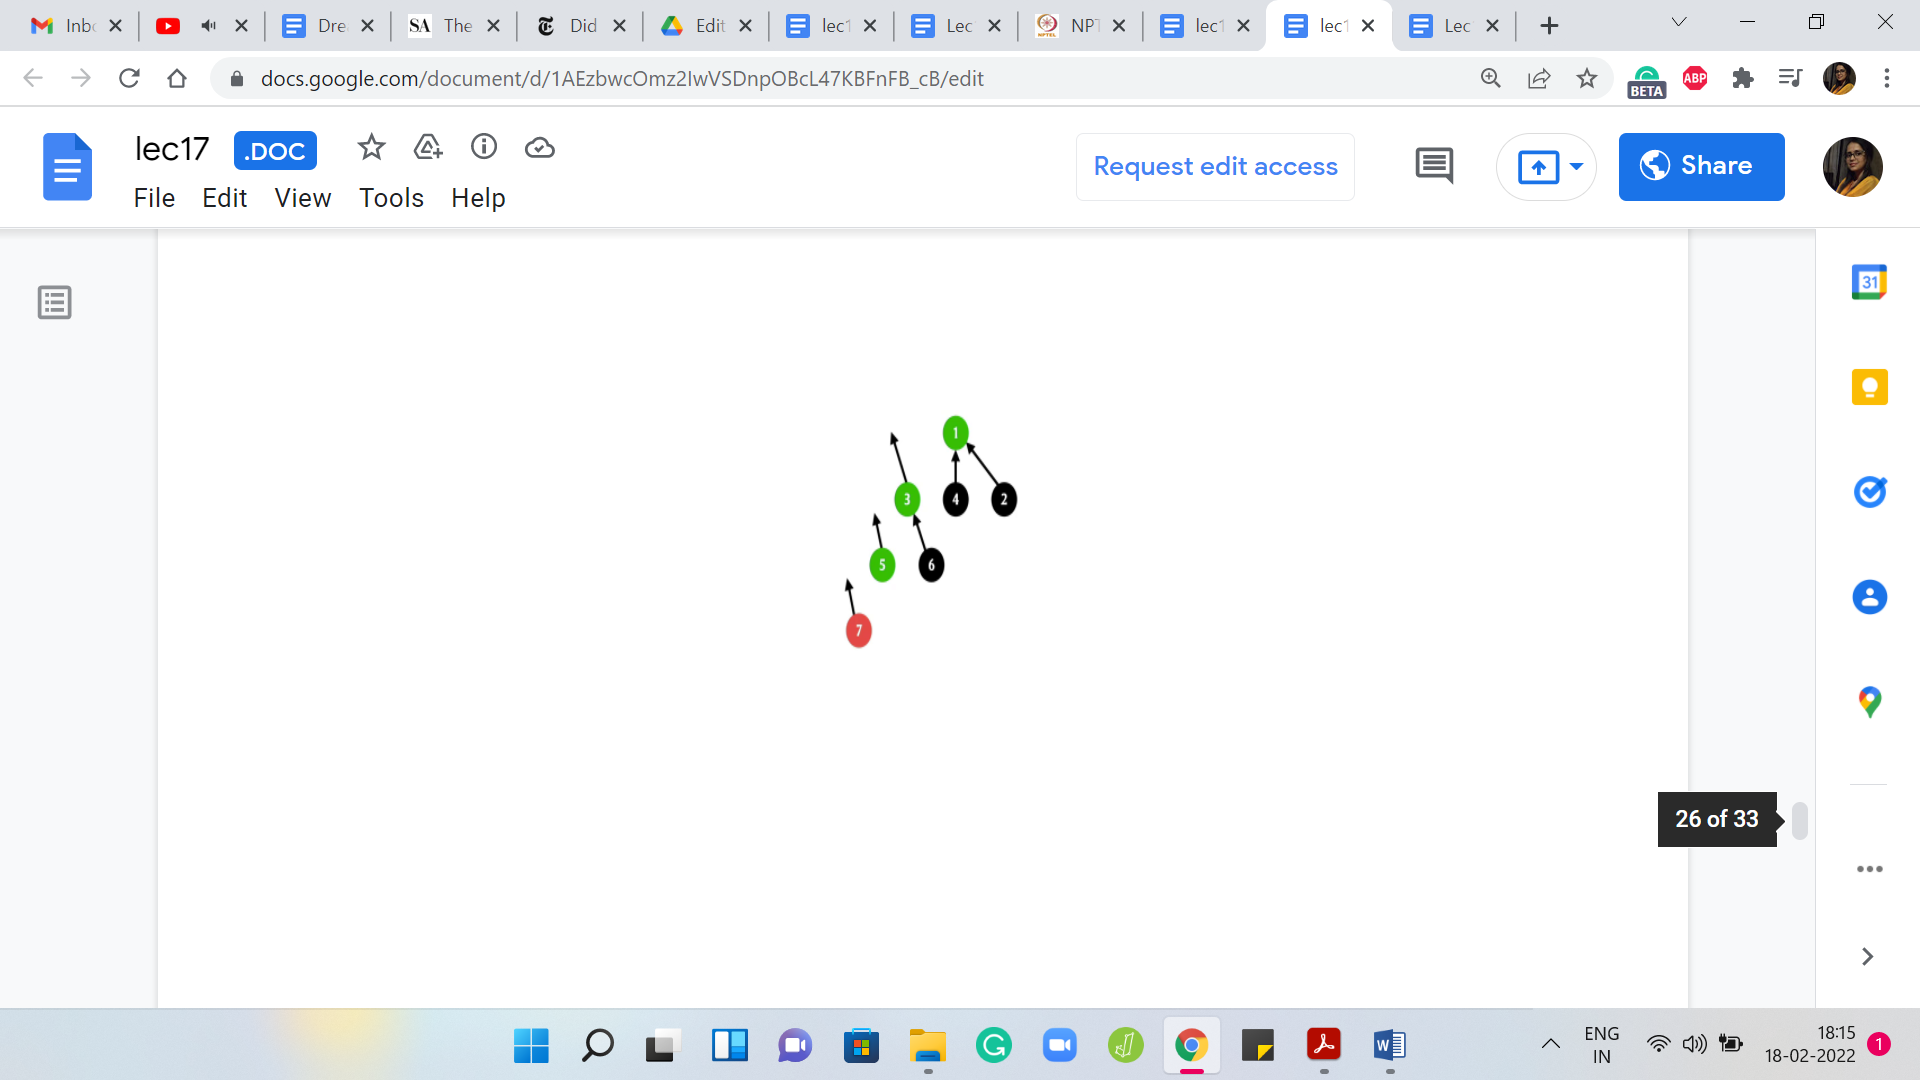 Inbo
Dre
SA The
Did
Edit
lec1
Lec
NPT
lec1
lec1
Lec
docs.google.com/document/d/1AEzbwcOmz2IwVSDnpOBcL47KBFnFB_cB/edit
BETA
ABP
lec17 .DOC
Request edit access
Share
File Edit View Tools Help
31
1
3 4 2
5 6
7
26 of 33
ENG
IN
18:15
18-02-2022
1